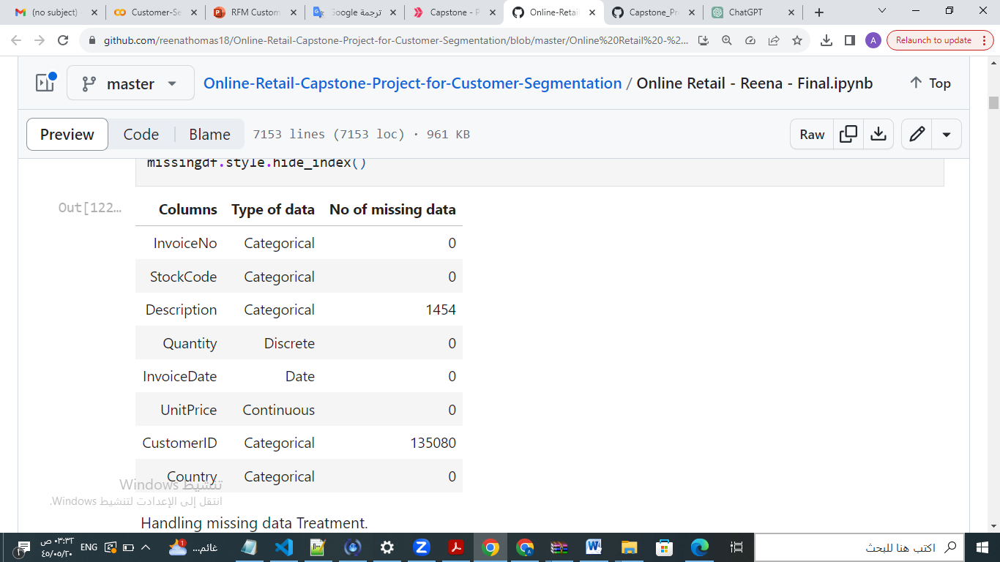 (no subject)
Customer-Se
RFM Custom
ترجمة Google
Capstone - P
Online-Retai
Capstone_Pr
ChatGPT
github.com/reenathomas18/Online-Retail-Capstone-Project-for-Customer-Segmentation/blob/master/Online%20Retail%20-%2...
A
Relaunch to update
master
Online-Retail-Capstone-Project-for-Customer-Segmentation / Online Retail - Reena - Final.ipynb
Top
Preview Code Blame 7153 lines (7153 loc) · 961 KB
Raw
missingdf.style.hide_index()
Out[122…
Columns Type of data No of missing data
InvoiceNo Categorical 0
StockCode Categorical 0
Description Categorical 1454
Quantity Discrete 0
InvoiceDate Date 0
UnitPrice Continuous 0
CustomerID Categorical 135080
Country Categorical 0
تنشيط Windows
انتقل إلى الإعدادت لتنشيط Windows.
Handling missing data Treatment.
٠٣:٣٢ ص
٤٥/٠٥/٢٠
ENG
1
غائم...
اكتب هنا للبحث